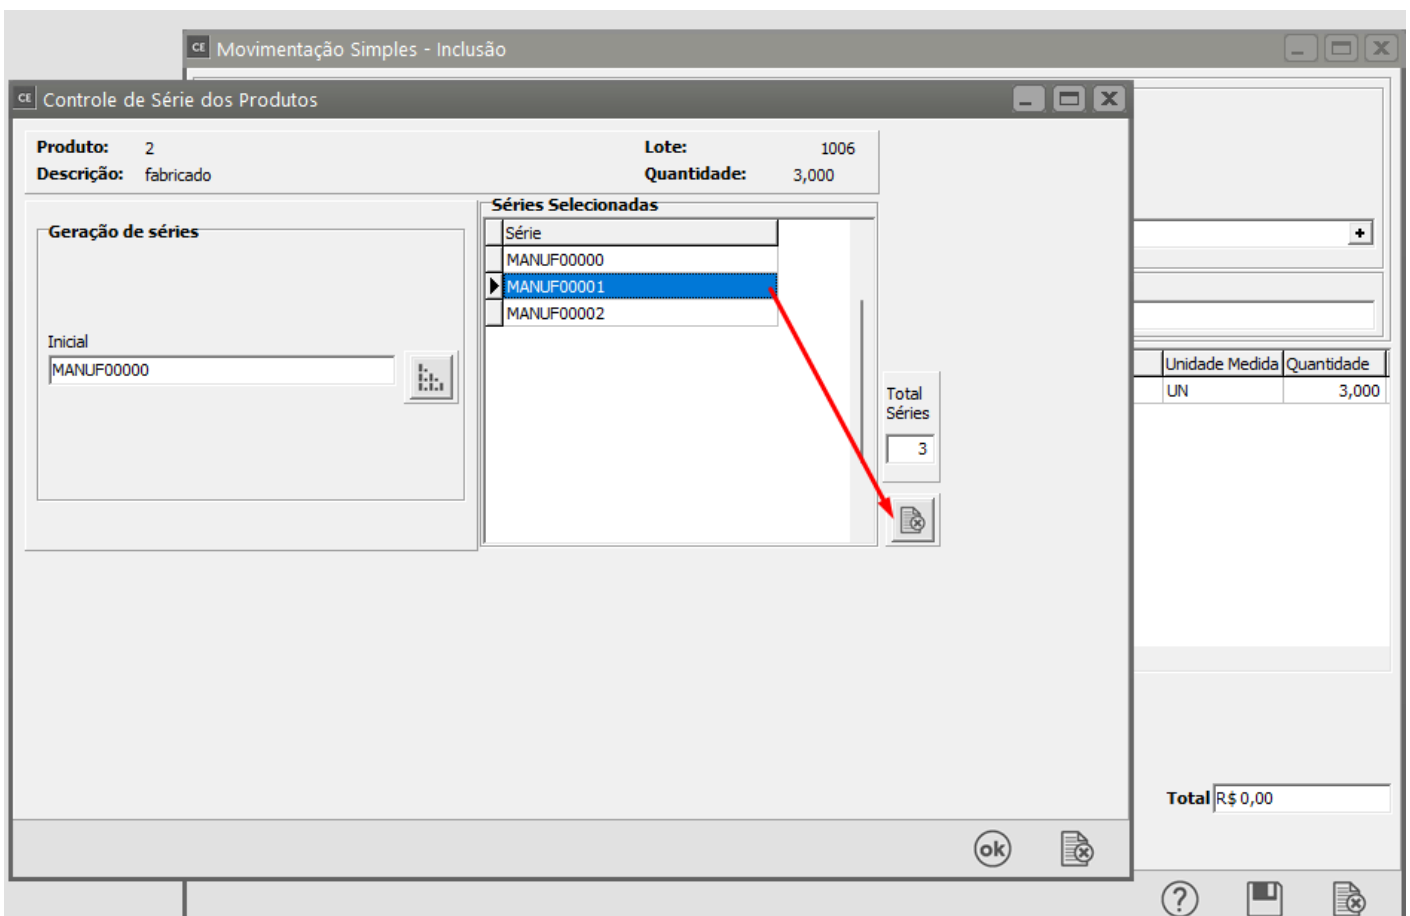 CE Movimentação Simples - Inclusão
CE Controle de Série dos Produtos
Produto: 2
Lote: 1006
Descrição: fabricado
Quantidade: 3,000
Geração de séries
Inicial
MANUF00000
Séries Selecionadas
Série
MANUF00000
MANUF00001
MANUF00002
Total
Séries
3
ok
+
Unidade Medida Quantidade
UN 3,000
Total R$ 0,00
?